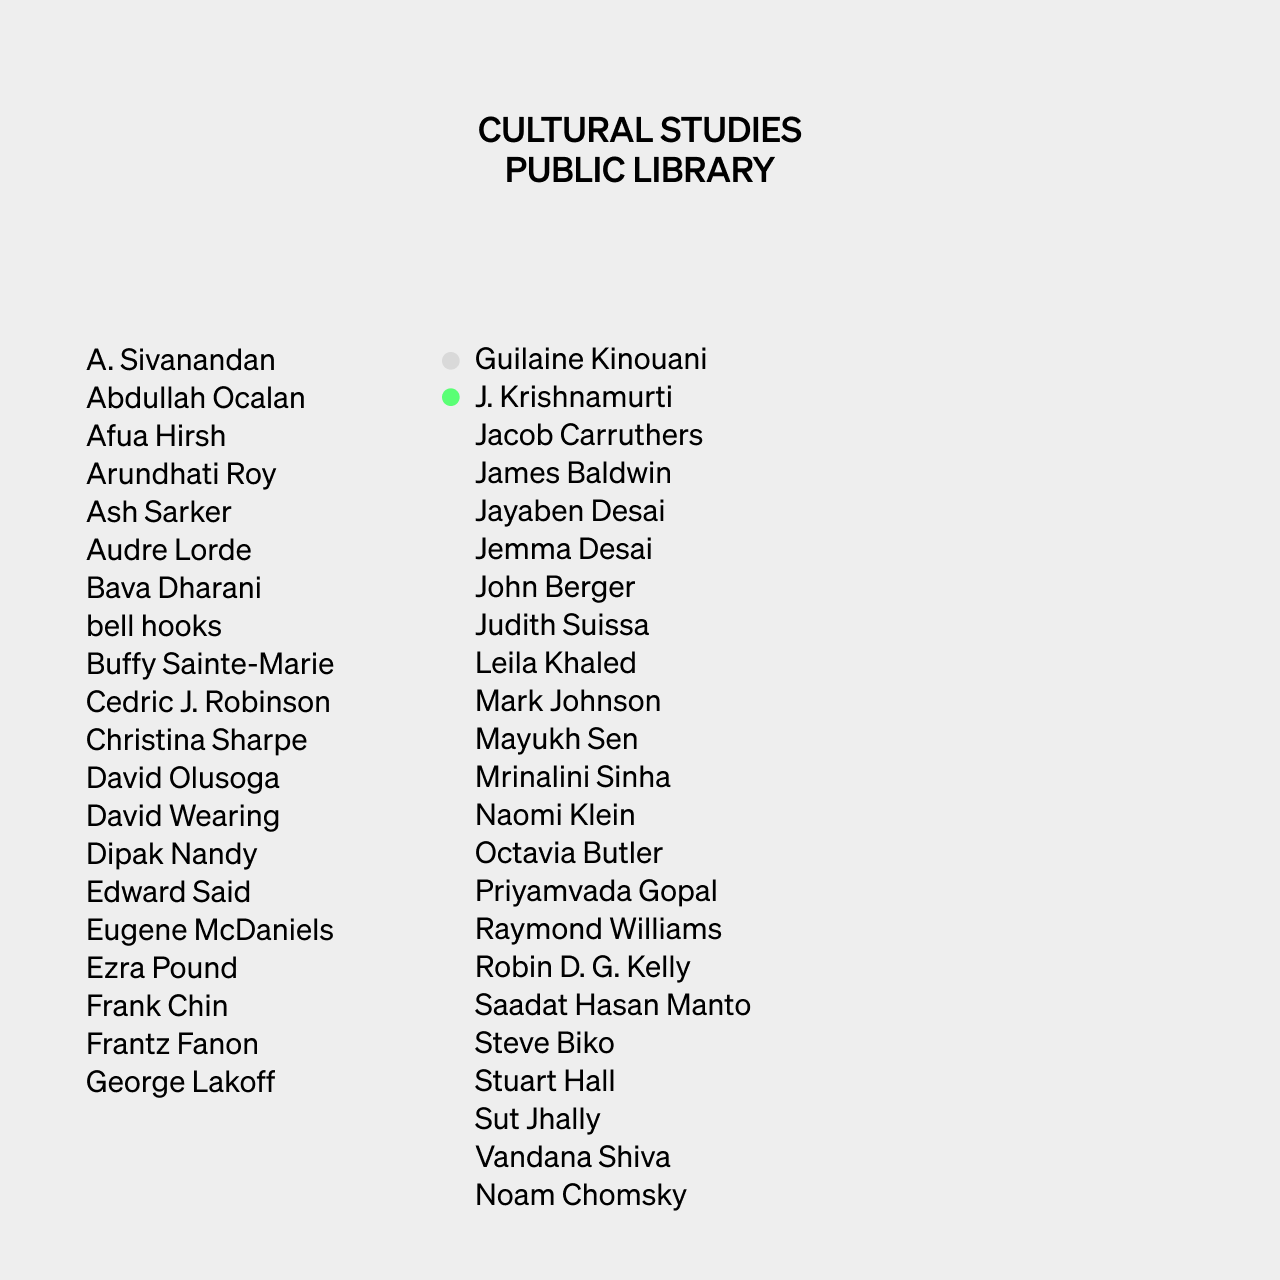 CULTURAL STUDIES
PUBLIC LIBRARY
A. Sivanandan
Abdullah Ocalan
Afua Hirsh
Arundhati Roy
Ash Sarker
Audre Lorde
Bava Dharani
bell hooks
Buffy Sainte-Marie
Cedric J. Robinson
Christina Sharpe
David Olusoga
David Wearing
Dipak Nandy
Edward Said
Eugene McDaniels
Ezra Pound
Frank Chin
Frantz Fanon
George Lakoff
Guilaine Kinouani
J. Krishnamurti
Jacob Carruthers
James Baldwin
Jayaben Desai
Jemma Desai
John Berger
Judith Suissa
Leila Khaled
Mark Johnson
Mayukh Sen
Mrinalini Sinha
Naomi Klein
Octavia Butler
Priyamvada Gopal
Raymond Williams
Robin D. G. Kelly
Saadat Hasan Manto
Steve Biko
Stuart Hall
Sut Jhally
Vandana Shiva
Noam Chomsky